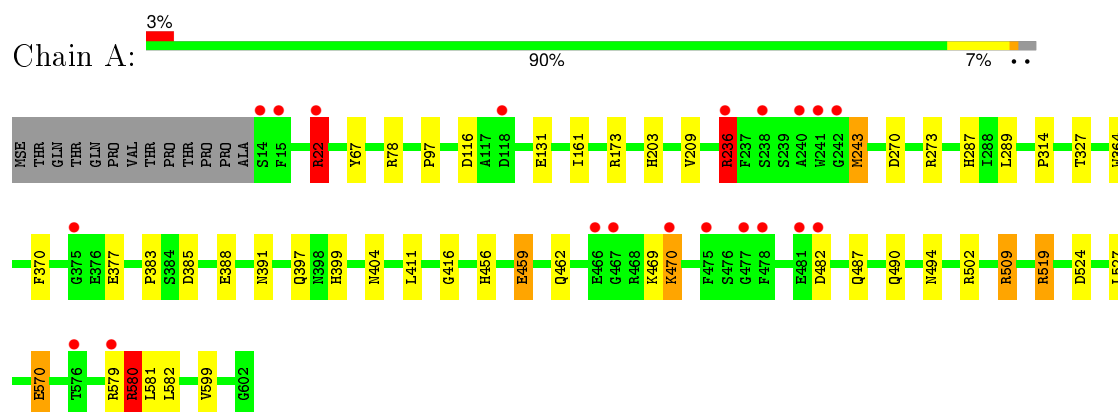 3%
Chain A:
90%
7%
••
MSE THR GLN THR GLN PRO VAL THR PRO THR PRO PRO ALA S14 F15 R22 Y67 R78 P97 D116 A117 D118 E131 I161 R173 H203 V209 R236 F237 S238 S239 A240 W241 G242 M243 D270 R273 H287 I288 L289 P314 T327 W364
F370 G375 E376 E377 P383 S384 D385 E388 N391 Q397 N398 H399 N404 L411 G416 H456 E459 Q462 E466 G467 R468 K469 K470 F475 S476 G477 F478 E481 D482 Q487 Q490 N494 R502 R509 R519 D524
E570 T576 R579 R580 L581 L582 V599 G602